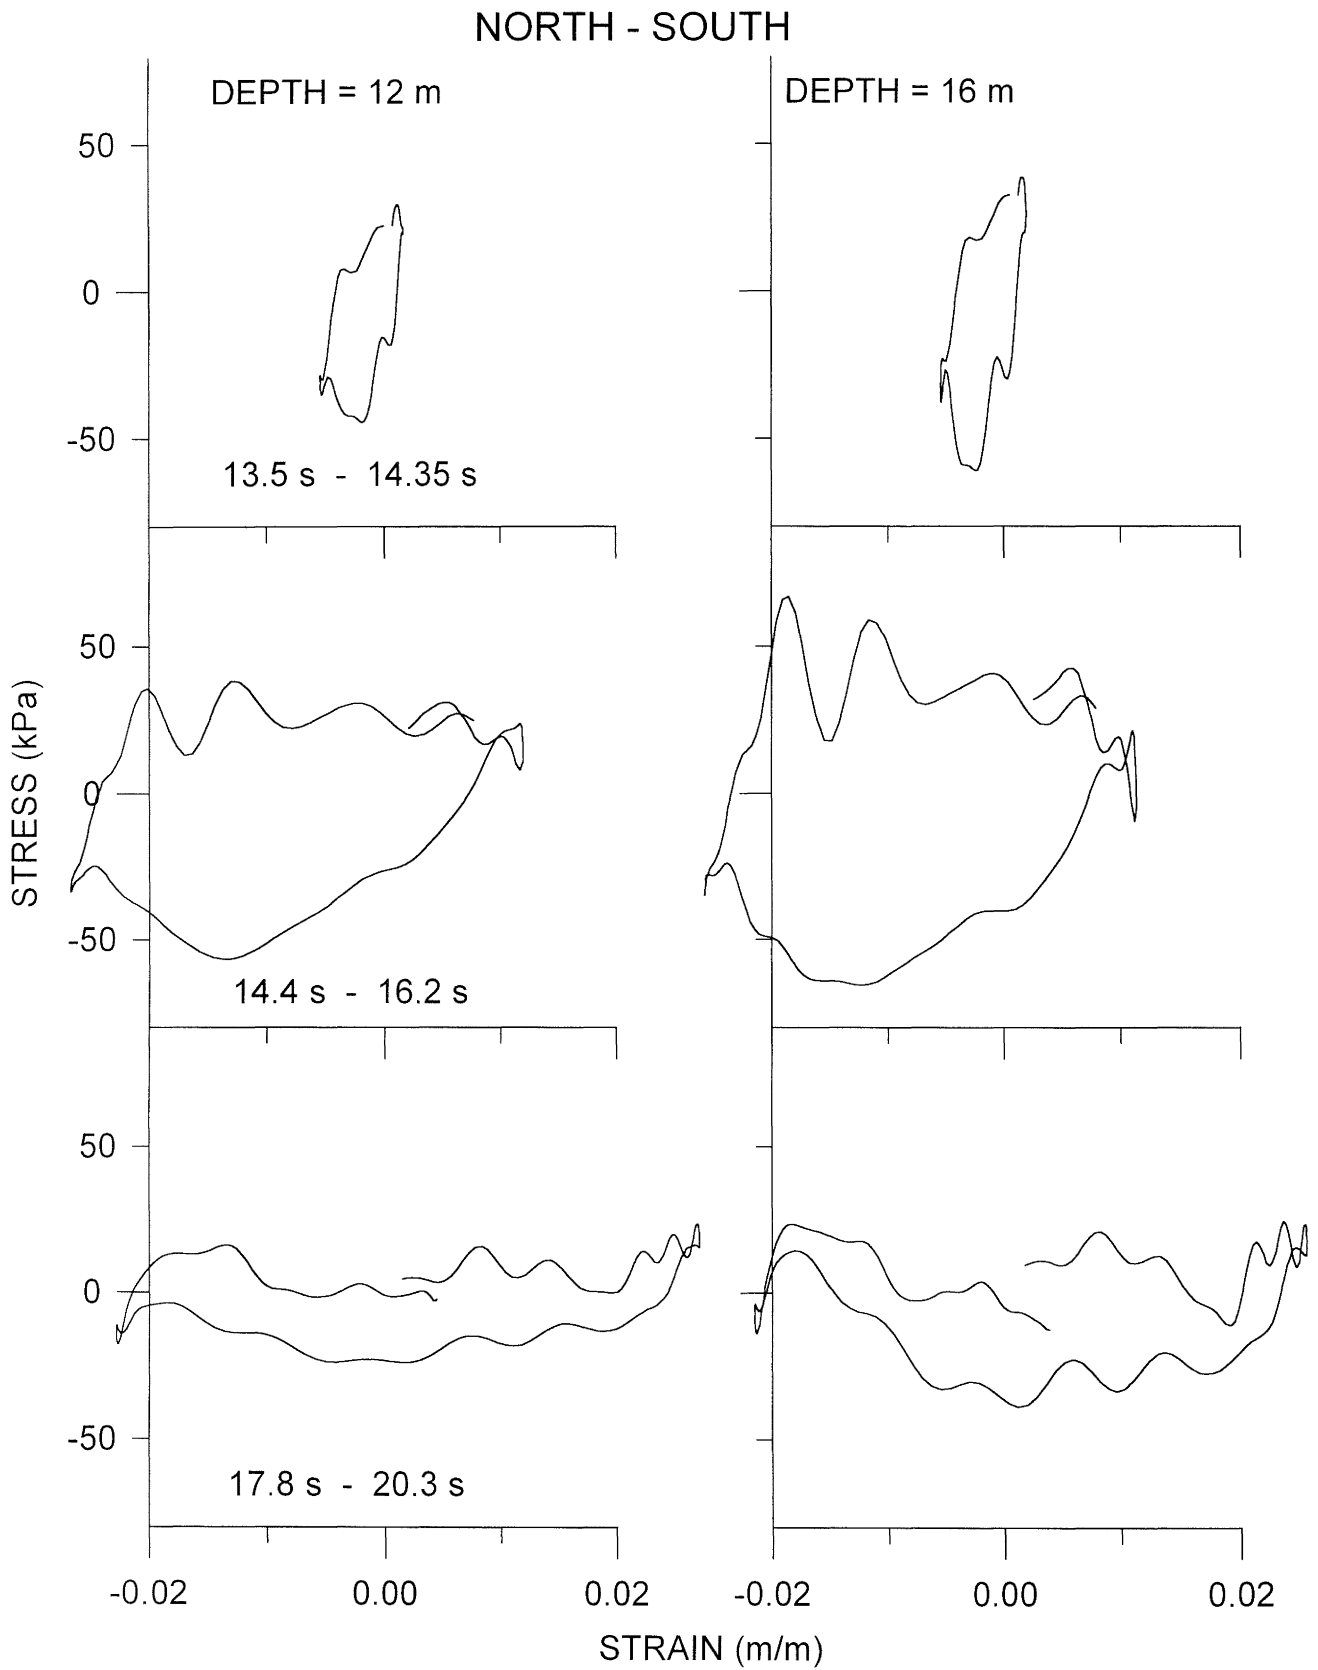 NORTH - SOUTH
DEPTH = 12 m
DEPTH = 16 m
50
0
-50
13.5 s - 14.35 s
50
0
-50
14.4 s - 16.2 s
STRESS (kPa)
50
0
-50
17.8 s - 20.3 s
-0.02 0.00 0.02 -0.02 0.00 0.02
STRAIN (m/m)